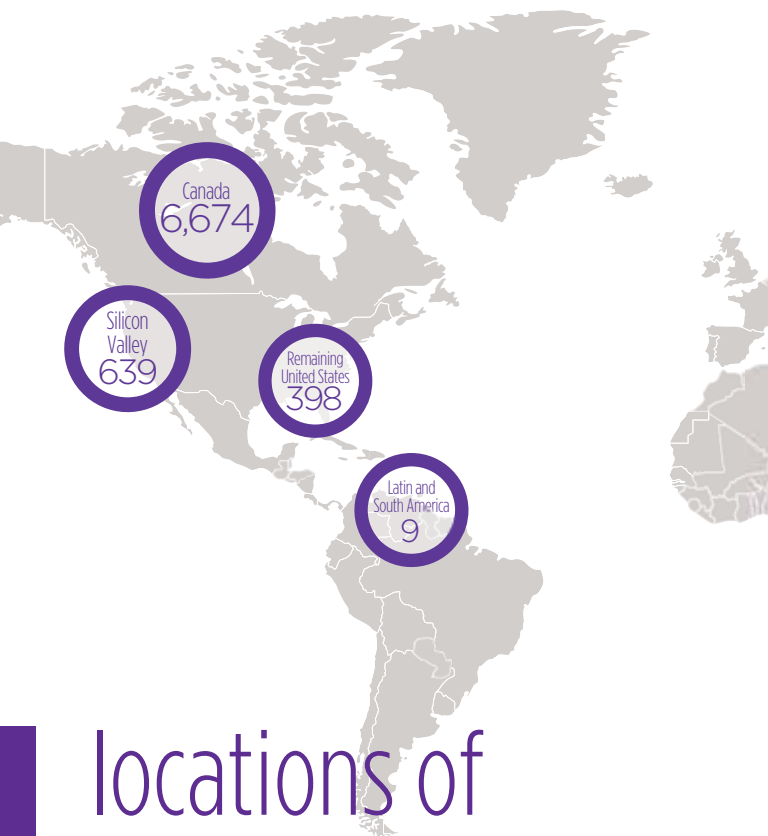 Canada
6,674
Silicon
Valley
639
Remaining
United States
398
Latin and
South America
9
locations of